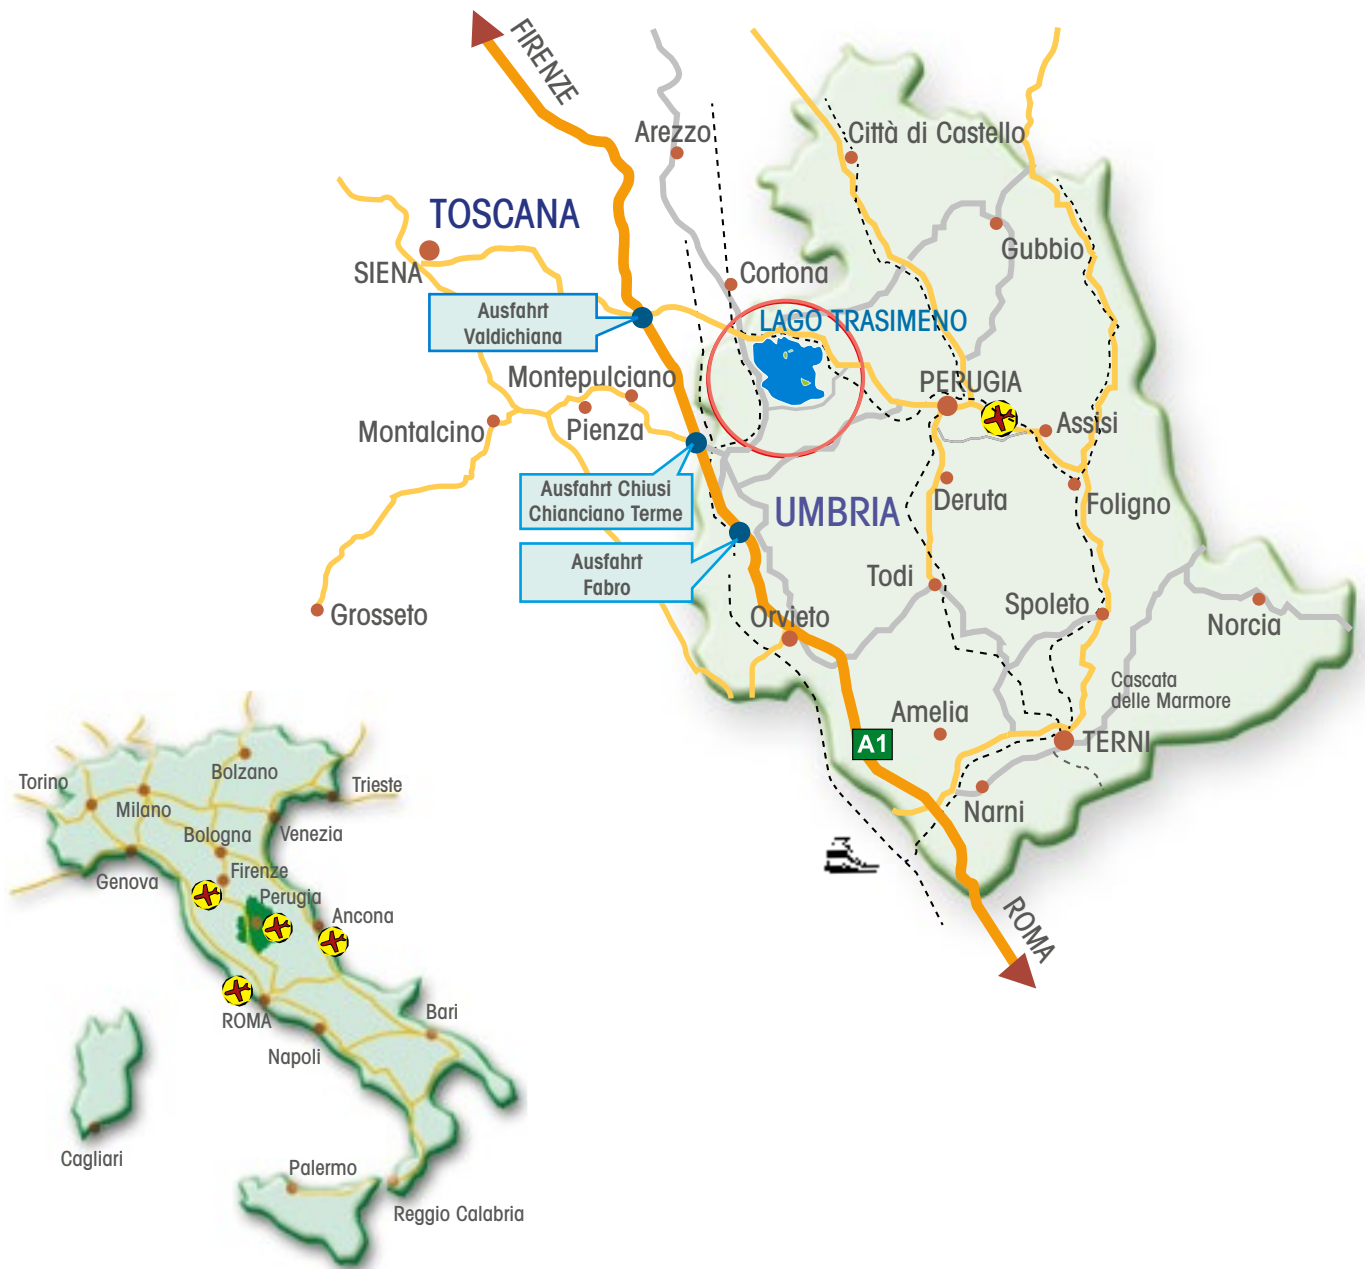 FIRENZE
Arezzo
Città di Castello
TOSCANA
SIENA
Gubbio
Cortona
Ausfahrt
Valdichiana
LAGO TRASIMENO
Montepulciano
PERUGIA
Montalcino
Pienza
Assisi
Ausfahrt Chiusi
Chianciano Terme
UMBRIA
Deruta
Foligno
Ausfahrt
Fabro
Todi
Grosseto
Orvieto
Spoleto
Norcia
Cascata
delle Marmore
Amelia
A1
TERNI
Narni
ROMA
Torino
Bolzano
Trieste
Milano
Bologna
Venezia
Genova
Firenze
Perugia
Ancona
ROMA
Bari
Napoli
Cagliari
Palermo
Reggio Calabria